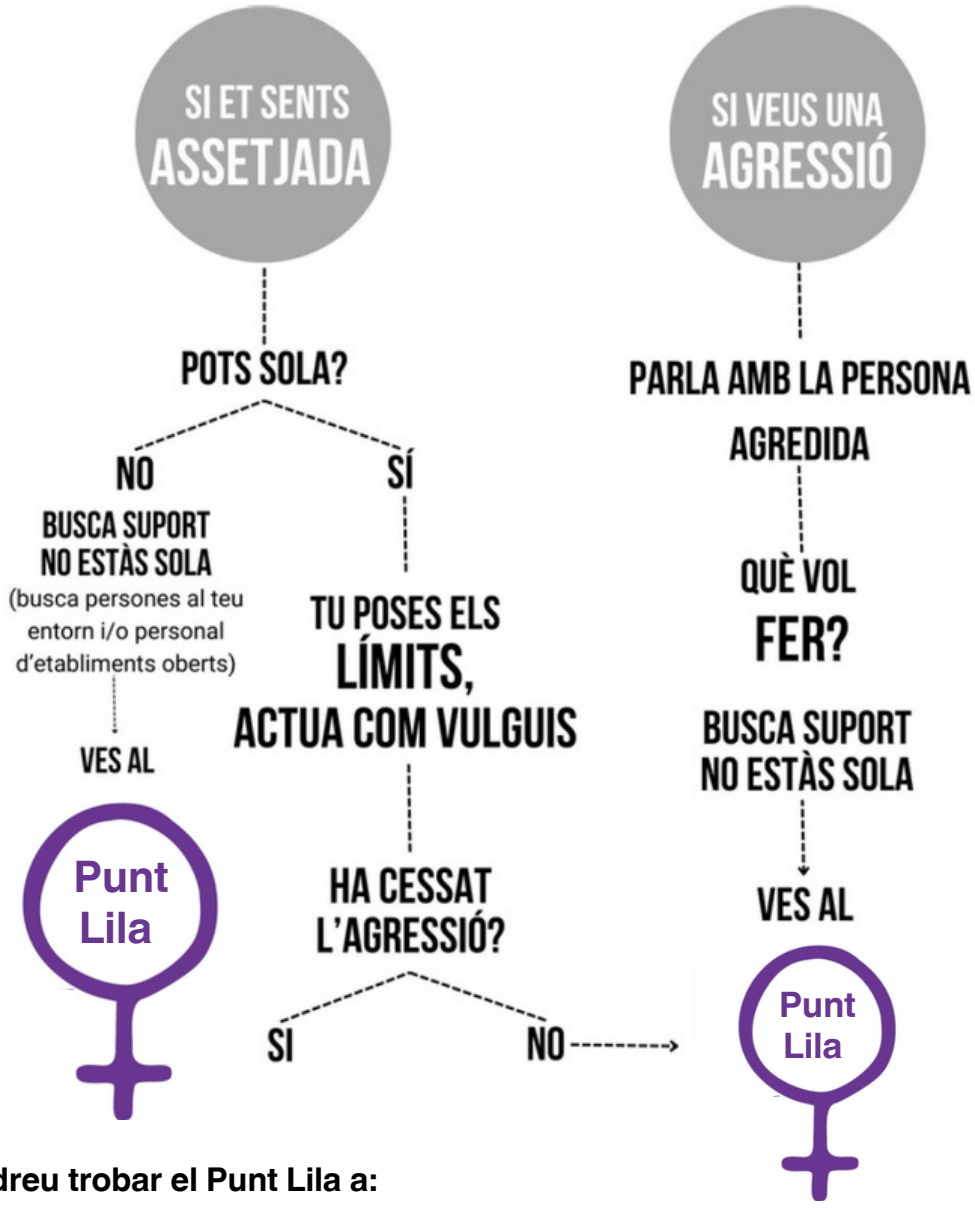 SI ET SENTS
ASSETJADA
POTS SOLA?
NO
BUSCA SUPORT
NO ESTÀS SOLA
(busca persones al teu
entorn i/o personal
d'etabliments oberts)
VES AL
Punt
Lila
SÍ
TU POSES ELS
LÍMITS,
ACTUA COM VULGUIS
HA CESSAT
L'AGRESSIÓ?
SI
NO
SI VEUS UNA
AGRESSIÓ
PARLA AMB LA PERSONA
AGREDIDA
QUÈ VOL
FER?
BUSCA SUPORT
NO ESTÀS SOLA
VES AL
Punt
Lila
trobar el Punt Lila a: